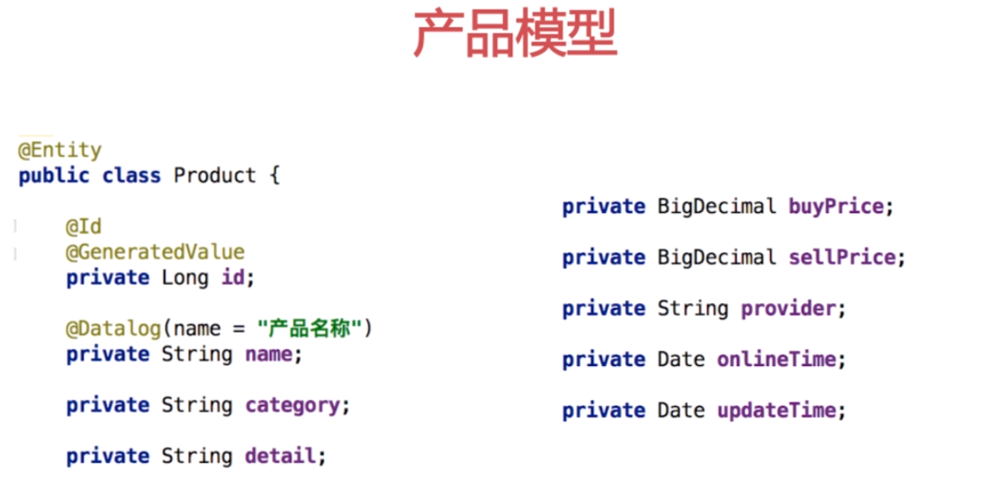 产品模型
@Entity
public class Product {
@Id
@GeneratedValue
private Long id;
@Datalog(name = "产品名称")
private String name;
private String category;
private String detail;
private BigDecimal buyPrice;
private BigDecimal sellPrice;
private String provider;
private Date onlineTime;
private Date updateTime;